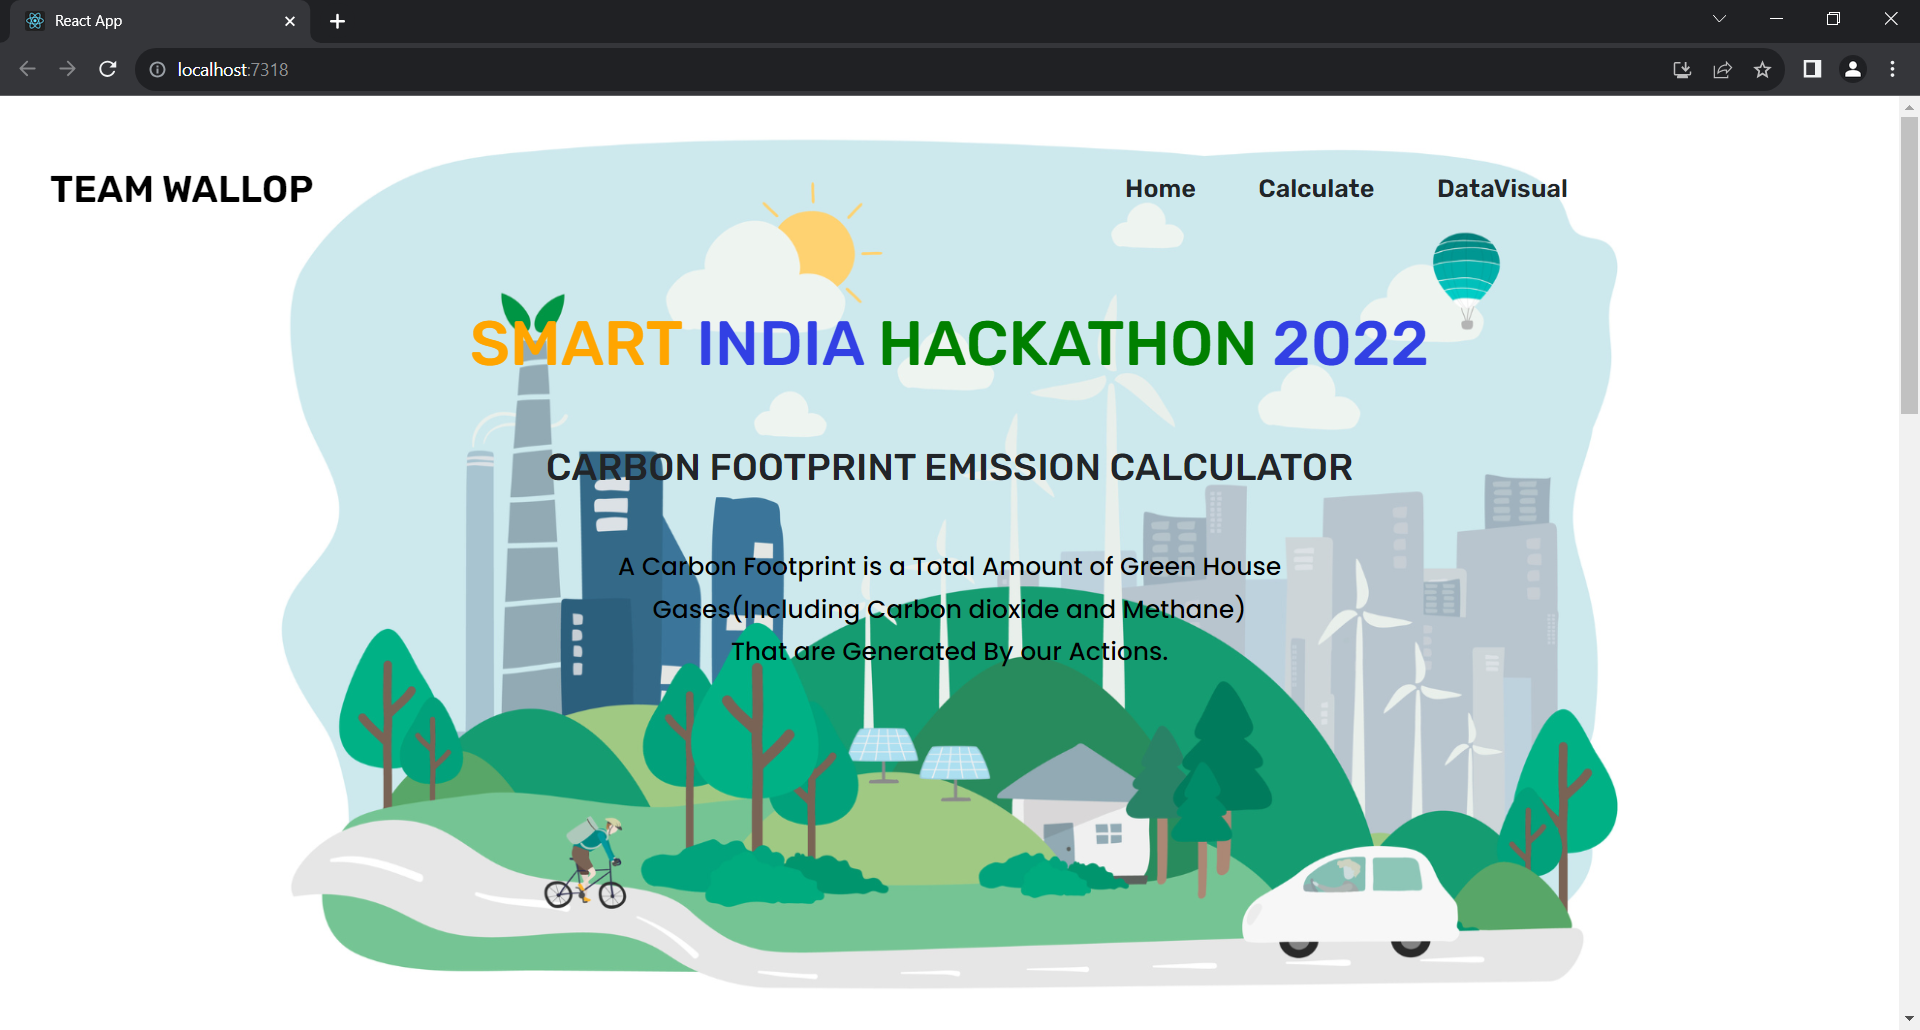 React App
localhost:7318
TEAM WALLOP
Home Calculate DataVisual
SMART INDIA HACKATHON 2022
CARBON FOOTPRINT EMISSION CALCULATOR
A Carbon Footprint is a Total Amount of Green House
Gases(Including Carbon dioxide and Methane)
That are Generated By our Actions.